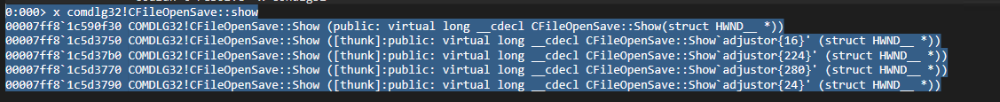 0:000> x comdlg32!CFileOpenSave::show
00007ff8`1c590f30 COMDLG32!CFileOpenSave::Show (public: virtual long __cdecl CFileOpenSave::Show(struct HWND__ *))
00007ff8`1c5d3750 COMDLG32!CFileOpenSave::Show ([thunk]:public: virtual long __cdecl CFileOpenSave::Show`adjustor{16}' (struct HWND__ *))
00007ff8`1c5d37b0 COMDLG32!CFileOpenSave::Show ([thunk]:public: virtual long __cdecl CFileOpenSave::Show`adjustor{224}' (struct HWND__ *))
00007ff8`1c5d3770 COMDLG32!CFileOpenSave::Show ([thunk]:public: virtual long __cdecl CFileOpenSave::Show`adjustor{280}' (struct HWND__ *))
00007ff8`1c5d3790 COMDLG32!CFileOpenSave::Show ([thunk]:public: virtual long __cdecl CFileOpenSave::Show`adjustor{24}' (struct HWND__ *))